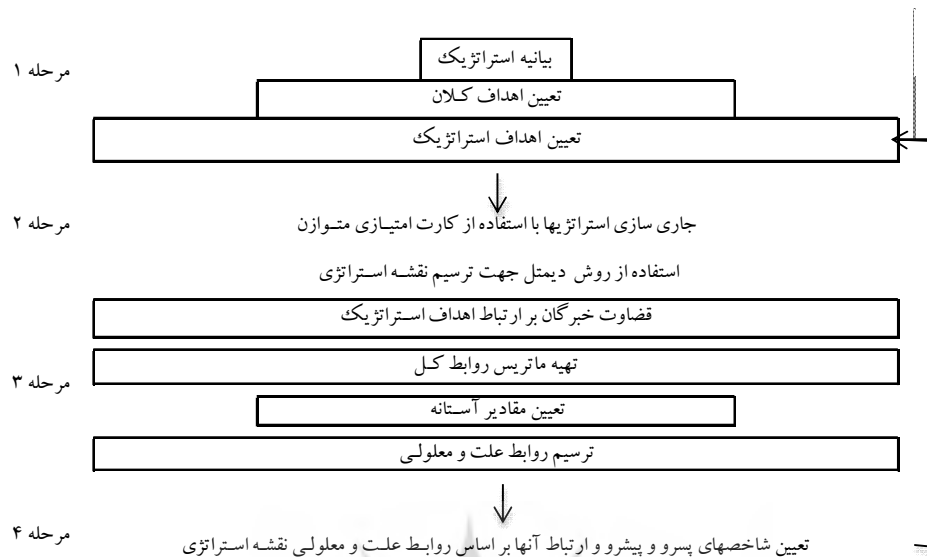 بیانیه استراتژیک
مرحله ۱
تعیین اهداف کلان
تعیین اهداف استراتژیک
مرحله ۲
جاری سازی استراتژیها با استفاده از کارت امتیازی متوازن
استفاده از روش دیمتل جهت ترسیم نقشه استراتژی
قضاوت خبرگان بر ارتباط اهداف استراتژیک
تهیه ماتریس روابط کل
مرحله ۳
تعیین مقادیر آستانه
ترسیم روابط علت و معلولی
مرحله ۴
تعیین شاخصهای پسرو و پیشرو و ارتباط آنها بر اساس روابط علت و معلولی نقشه استراتژی